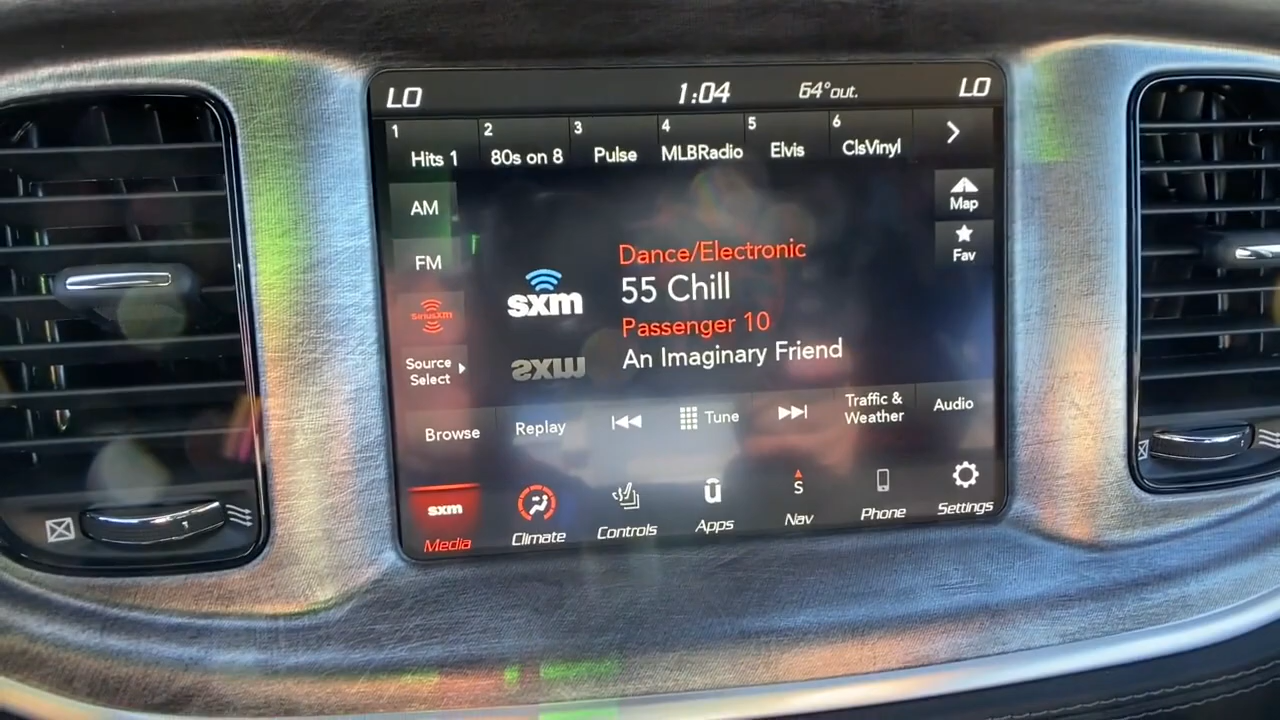 LO 1:04 64°out. LO
1 2 3 4 5 6
Hits 1 80s on 8 Pulse MLBRadio Elvis ClsVinyl
AM
Map
FM
Fav
SiriusXm
Source
Select
sxm
Dance/Electronic
55 Chill
Passenger 10
An Imaginary Friend
sxm
Browse Replay Tune Traffic &
Weather Audio
sxm û S
Media Climate Controls Apps Nav Phone Settings